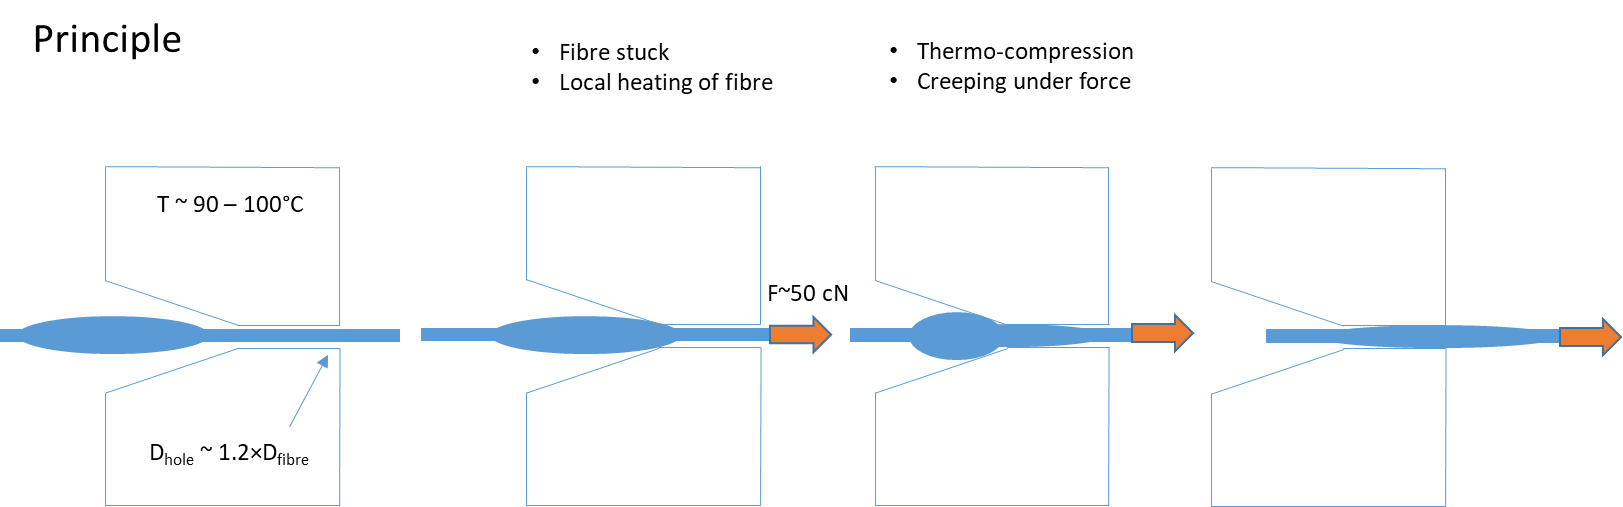 Principle
• Fibre stuck
• Local heating of fibre
• Thermo-compression
• Creeping under force
T ~ 90 – 100°C
F~50 cN
Dhole ~ 1.2×Dfibre